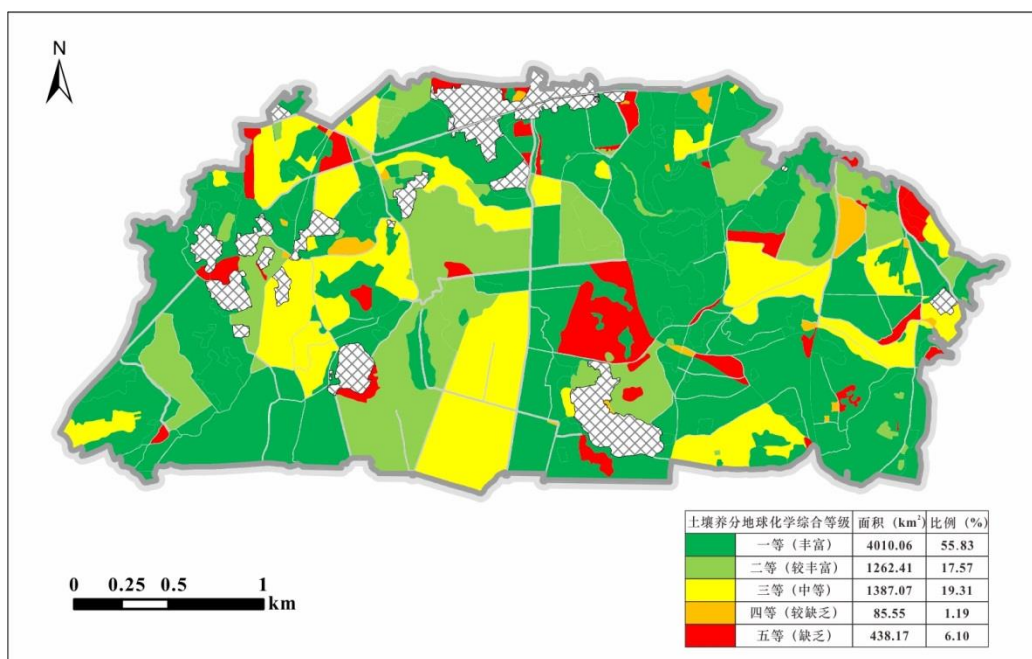 N
土壤养分地球化学综合等级 面积（km²） 比例（%）
一等（丰富） 4010.06 55.83
二等（较丰富） 1262.41 17.57
三等（中等） 1387.07 19.31
四等（较缺乏） 85.55 1.19
五等（缺乏） 438.17 6.10
0 0.25 0.5 1
km